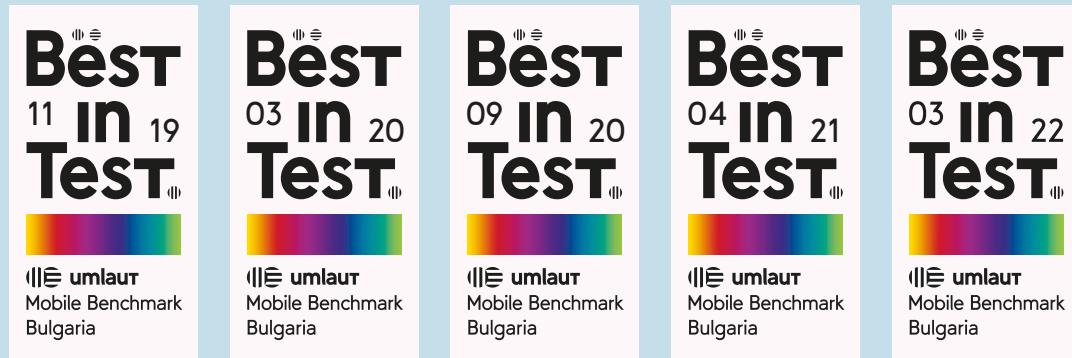 Best
11 in 19
Test
umlaut
Mobile Benchmark
Bulgaria
Best
03 in 20
Test
umlaut
Mobile Benchmark
Bulgaria
Best
09 in 20
Test
umlaut
Mobile Benchmark
Bulgaria
Best
04 in 21
Test
umlaut
Mobile Benchmark
Bulgaria
Best
03 in 22
Test
umlaut
Mobile Benchmark
Bulgaria